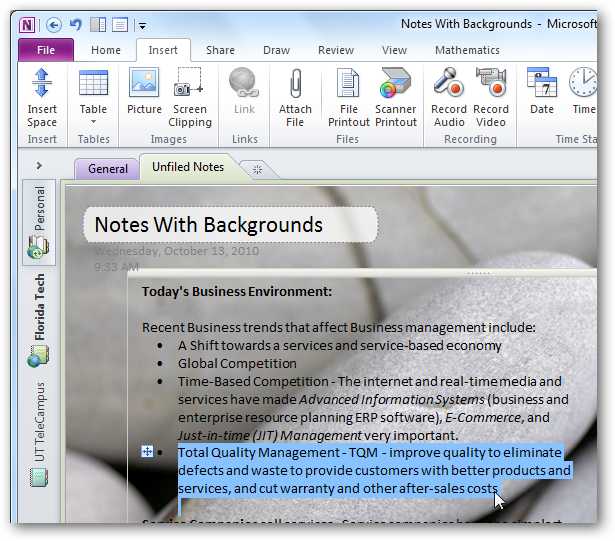 Notes With Backgrounds - Microsof
File Home Insert Share Draw Review View Mathematics
Insert Space Table Picture Screen Clipping Link Attach File File Printout Scanner Printout Record Audio Record Video Date Time
Insert Tables Images Links Files Recording Time Sta
General Unfiled Notes
Personal
Florida Tech
UT TeleCampus
Notes With Backgrounds
Wednesday, October 13, 2010
9:33 AM
Today's Business Environment:
Recent Business trends that affect Business management include:
• A Shift towards a services and service-based economy
• Global Competition
• Time-Based Competition - The internet and real-time media and
services have made Advanced Information Systems (business and
enterprise resource planning ERP software), E-Commerce, and
Just-in-time (JIT) Management very important.
• Total Quality Management - TQM - improve quality to eliminate
defects and waste to provide customers with better products and
services, and cut warranty and other after-sales costs